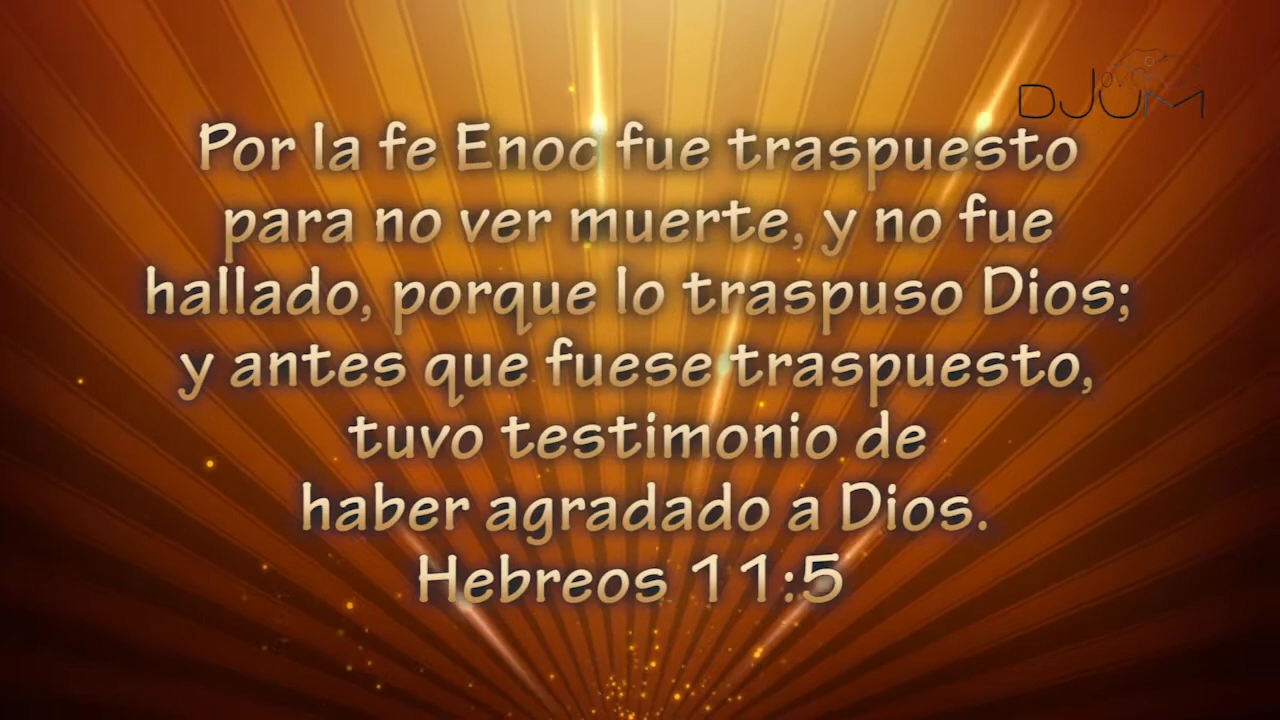 DJUM
Por la fe Enoc fue traspuesto
para no ver muerte, y no fue
hallado, porque lo traspuso Dios;
y antes que fuese traspuesto,
tuvo testimonio de
haber agradado a Dios.
Hebreos 11:5